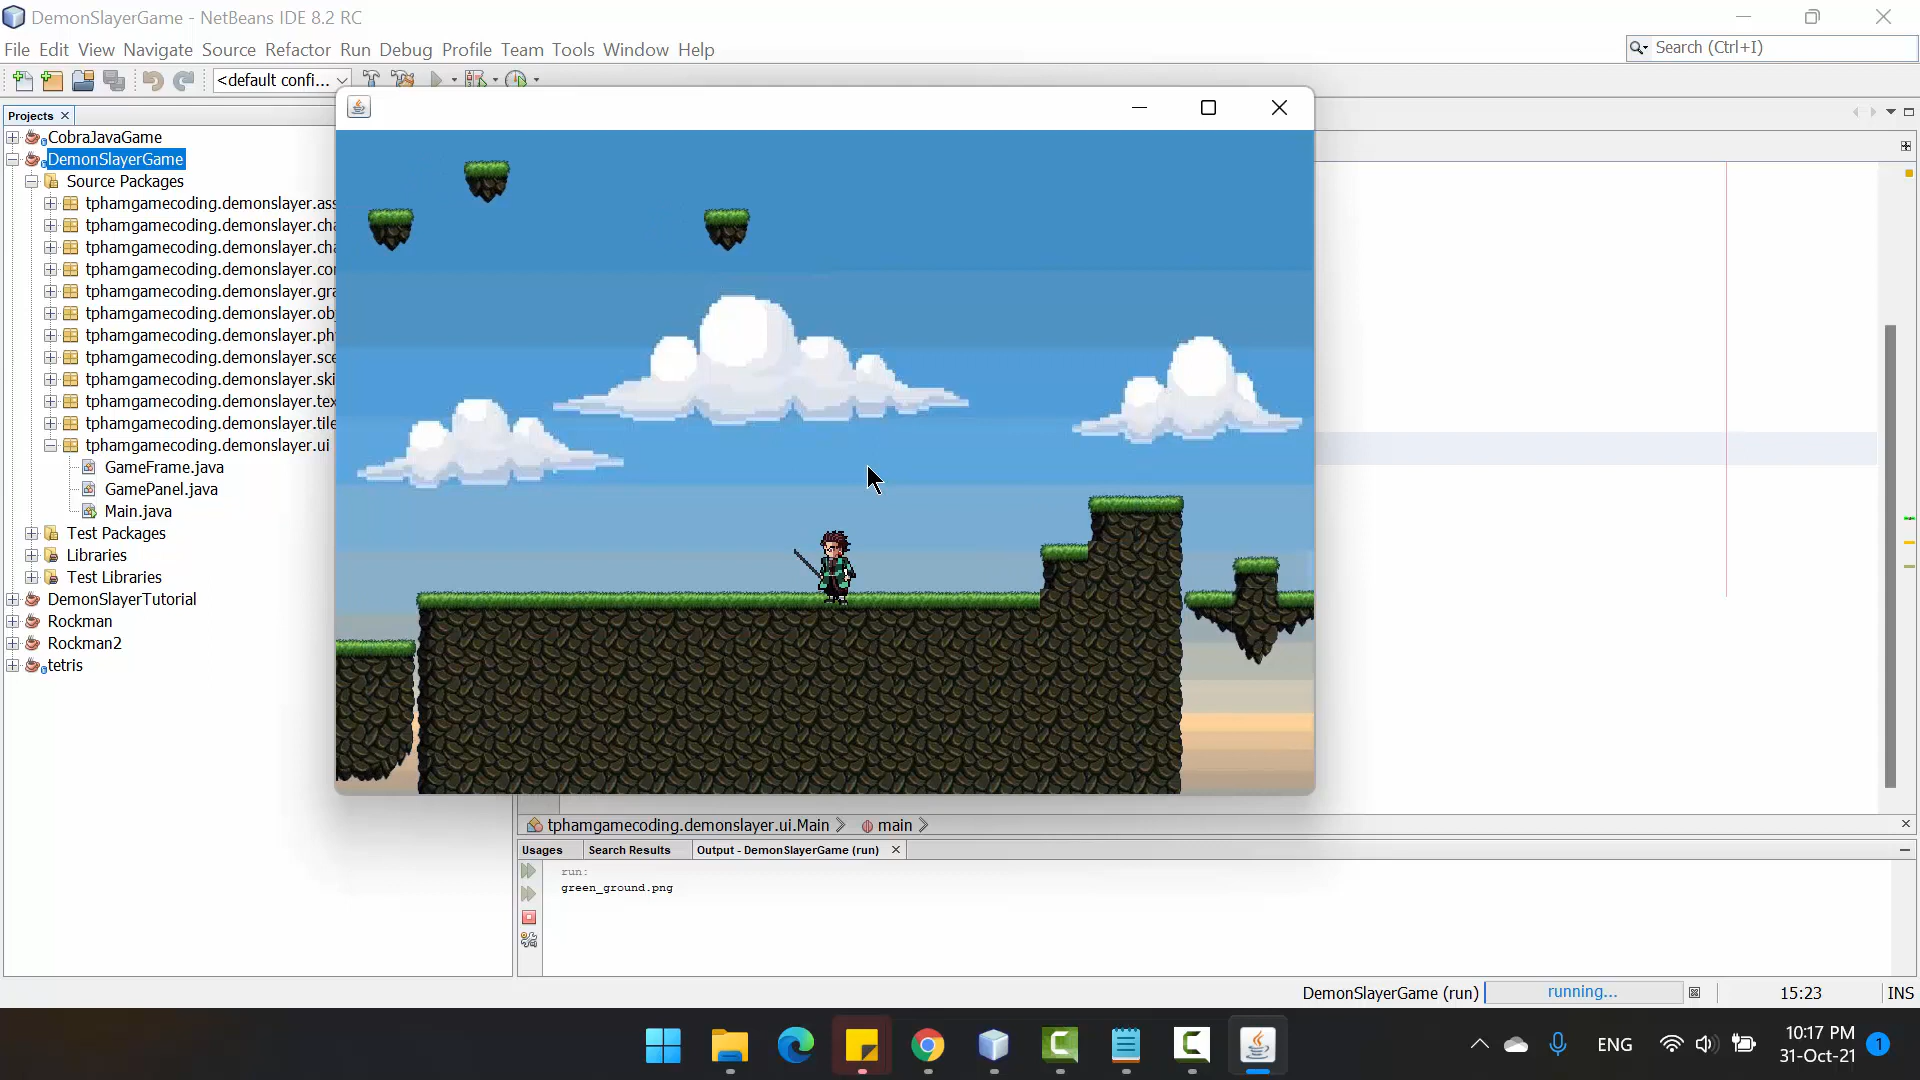 DemonSlayerGame - NetBeans IDE 8.2 RC
File Edit View Navigate Source Refactor Run Debug Profile Team Tools Window Help
Search (Ctrl+I)
<default confi...
Projects
CobraJavaGame
DemonSlayerGame
Source Packages
tphamgamecoding.demonslayer.ass
tphamgamecoding.demonslayer.cha
tphamgamecoding.demonslayer.cha
tphamgamecoding.demonslayer.con
tphamgamecoding.demonslayer.gra
tphamgamecoding.demonslayer.obj
tphamgamecoding.demonslayer.ph
tphamgamecoding.demonslayer.sce
tphamgamecoding.demonslayer.ski
tphamgamecoding.demonslayer.tex
tphamgamecoding.demonslayer.tile
tphamgamecoding.demonslayer.ui
GameFrame.java
GamePanel.java
Main.java
Test Packages
Libraries
Test Libraries
DemonSlayerTutorial
Rockman
Rockman2
tetris
tphamgamecoding.demonslayer.ui.Main
main
Usages
Search Results
Output - DemonSlayerGame (run)
run:
green_ground.png
DemonSlayerGame (run)
running...
15:23
INS
ENG
10:17 PM
31-Oct-21
1